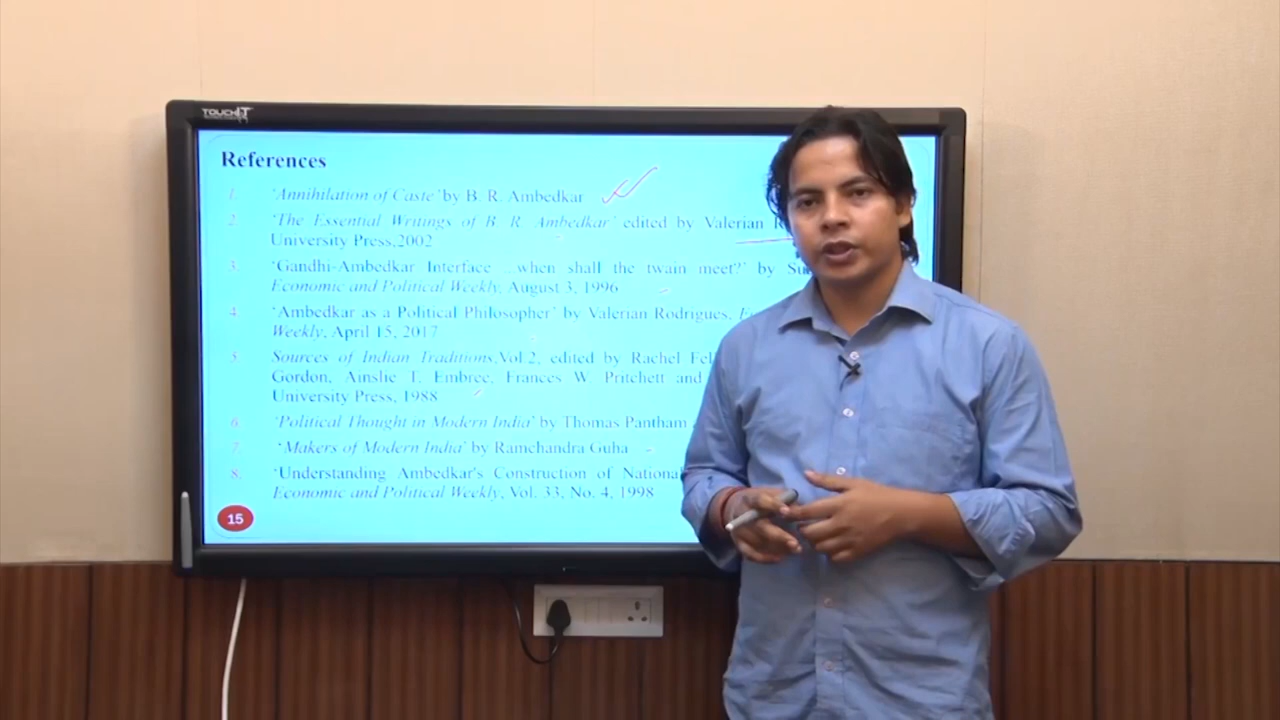 TOUCHIT
References
1. ‘Annihilation of Caste’ by B. R. Ambedkar
2. ‘The Essential Writings of B. R. Ambedkar’ edited by Valerian
University Press,2002
3. ‘Gandhi-Ambedkar Interface ...when shall the twain meet?’ by
Economic and Political Weekly, August 3, 1996
4. ‘Ambedkar as a Political Philosopher’ by Valerian Rodrigues,
Weekly, April 15, 2017
5. Sources of Indian Traditions,Vol.2, edited by Rachel
Gordon, Ainslie T. Embree, Frances W. Pritchett and
University Press, 1988
6. ‘Political Thought in Modern India’ by Thomas Pantham
7. ‘Makers of Modern India’ by Ramchandra Guha
8. ‘Understanding Ambedkar's Construction of National
Economic and Political Weekly, Vol. 33, No. 4, 1998
15